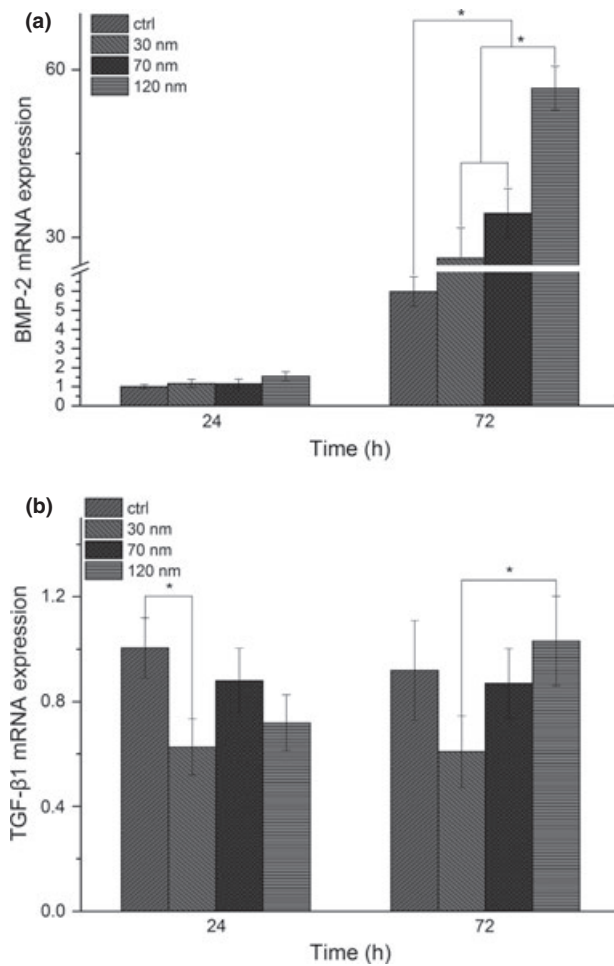 (a)
ctrl
30 nm
70 nm
120 nm
*
*
BMP-2 mRNA expression
60
30
6
5
4
3
2
1
0
24
72
Time (h)
(b)
ctrl
30 nm
70 nm
120 nm
*
*
TGF-β1 mRNA expression
1.2
0.8
0.4
0.0
24
72
Time (h)